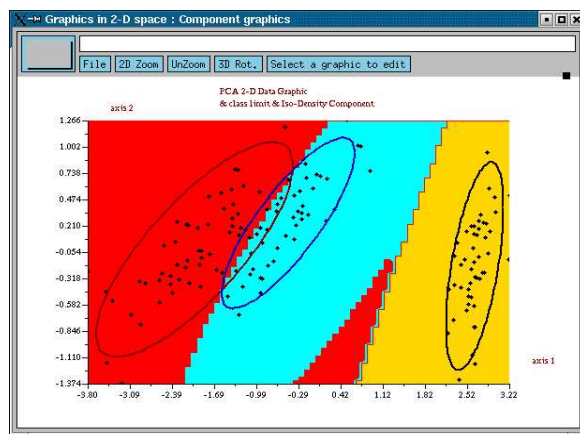 Graphics in 2-D space : Component graphics
File 2D Zoom UnZoom 3D Rot. Select a graphic to edit
PCA 2-D Data Graphic
& class limit & Iso-Density Component
axis 2
1.266
1.002
0.738
0.474
0.210
-0.054
-0.318
-0.582
-0.846
-1.110
-1.374
axis 1
-3.80 -3.09 -2.39 -1.69 -0.99 -0.29 0.42 1.12 1.82 2.52 3.22